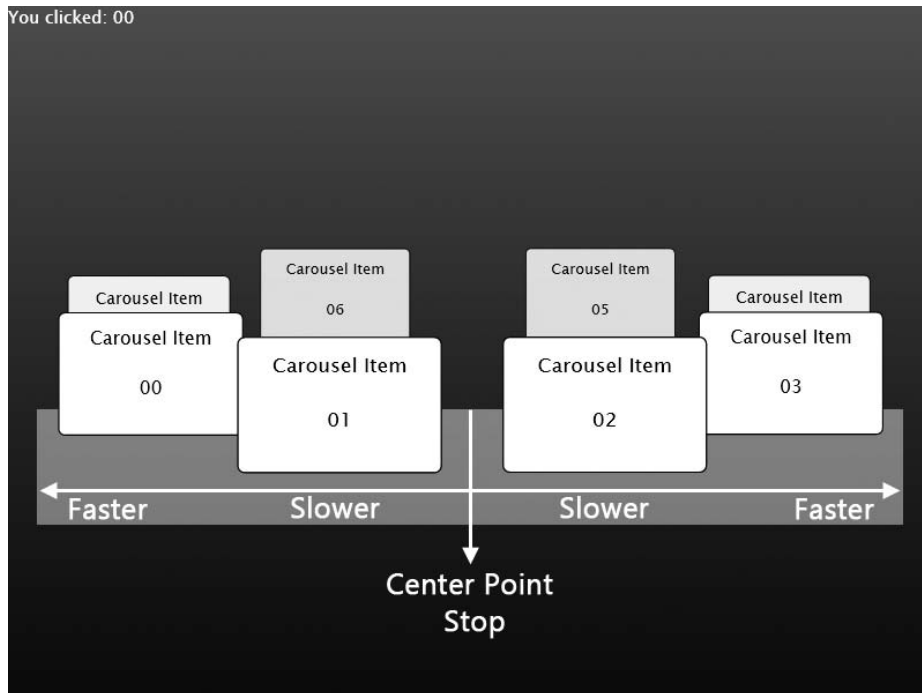 You clicked: 00
Carousel Item
06
Carousel Item
05
Carousel Item
Carousel Item
Carousel Item
00
Carousel Item
03
Carousel Item
01
Carousel Item
02
Faster
Slower
Slower
Faster
Center Point
Stop